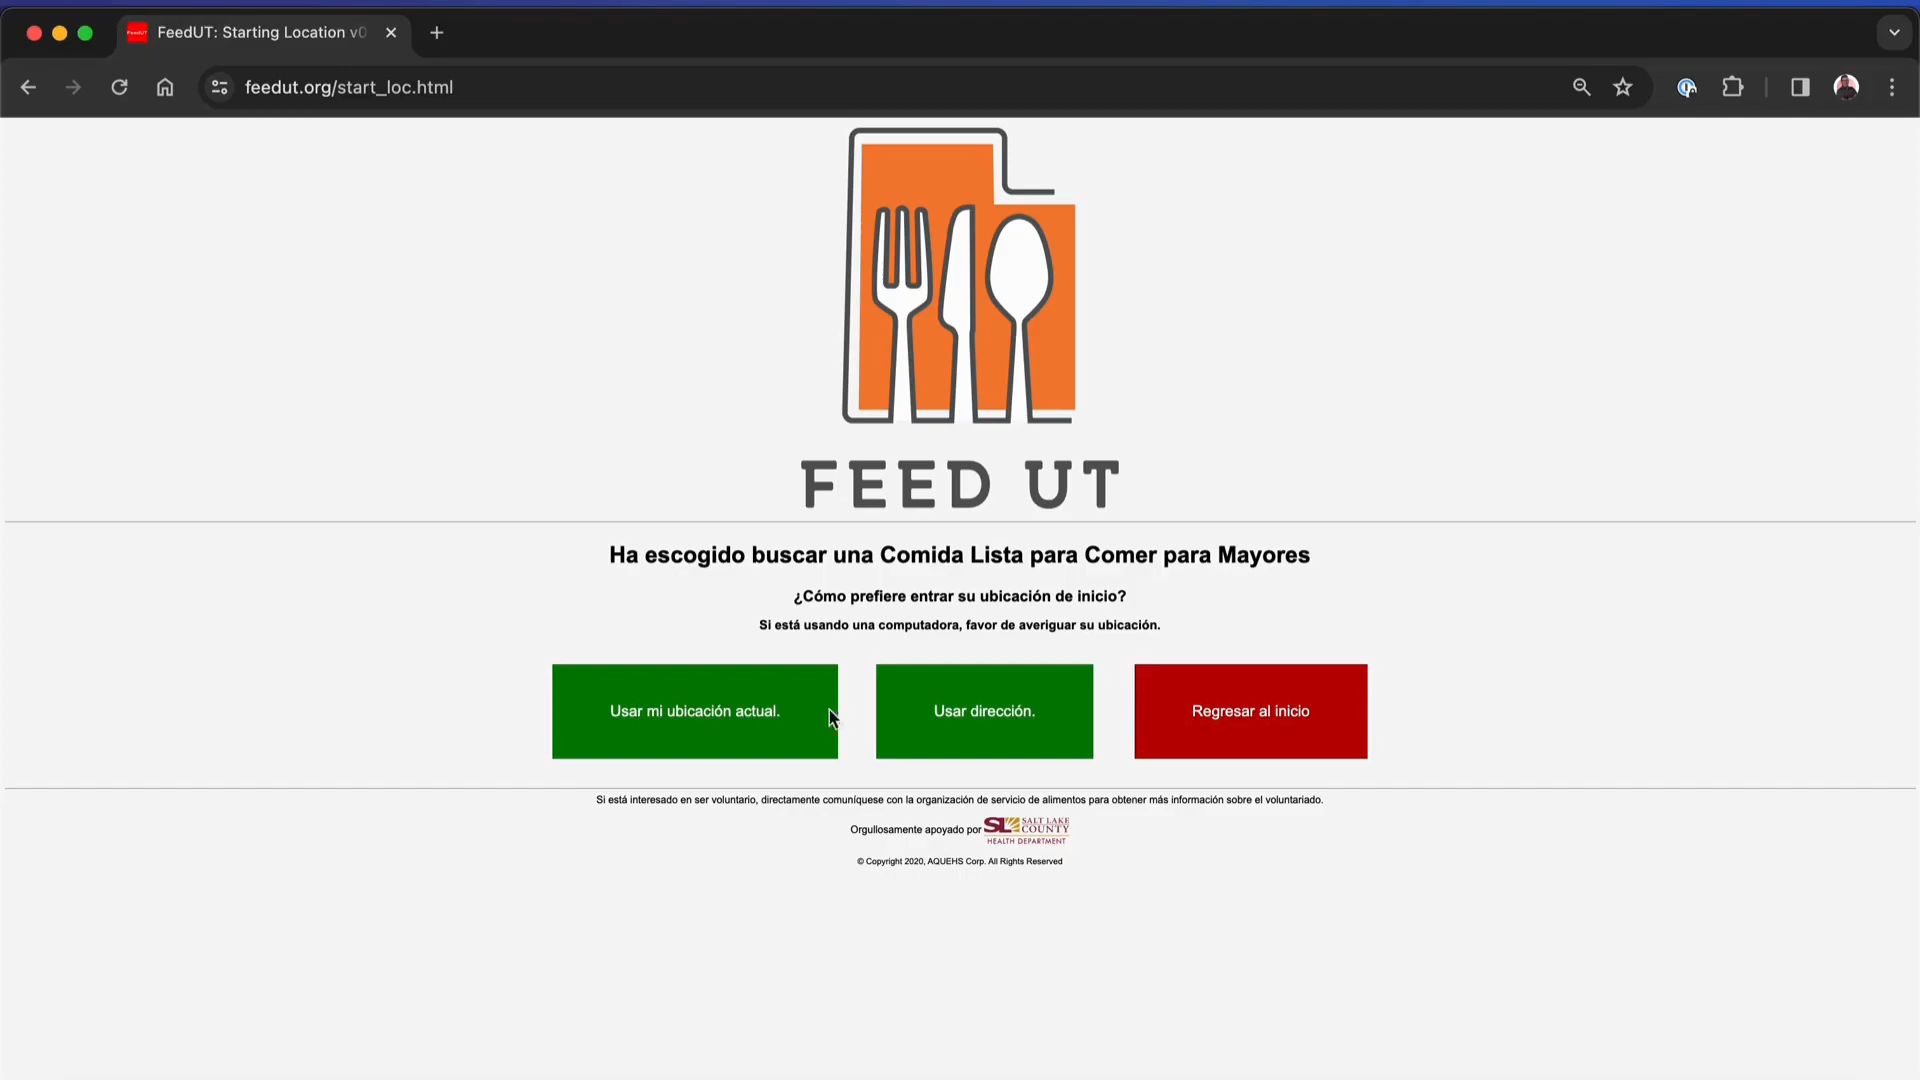 FeedUT: Starting Location v0
feedut.org/start_loc.html
FEED UT
Ha escogido buscar una Comida Lista para Comer para Mayores
¿Cómo prefiere entrar su ubicación de inicio?
Si está usando una computadora, favor de averiguar su ubicación.
Usar mi ubicación actual.
Usar dirección.
Regresar al inicio
Si está interesado en ser voluntario, directamente comuníquese con la organización de servicio de alimentos para obtener más información sobre el voluntariado.
Orgullosamente apoyado por
SL SALT LAKE
COUNTY
HEALTH DEPARTMENT
© Copyright 2020, AQUEHS Corp. All Rights Reserved